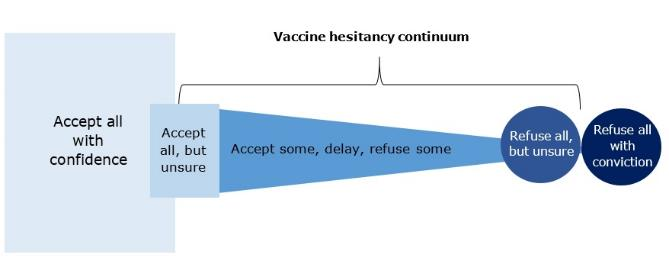 Vaccine hesitancy continuum
Accept all
with
confidence
Accept
all, but
unsure
Accept some, delay, refuse some
Refuse all,
but unsure
Refuse all
with
conviction